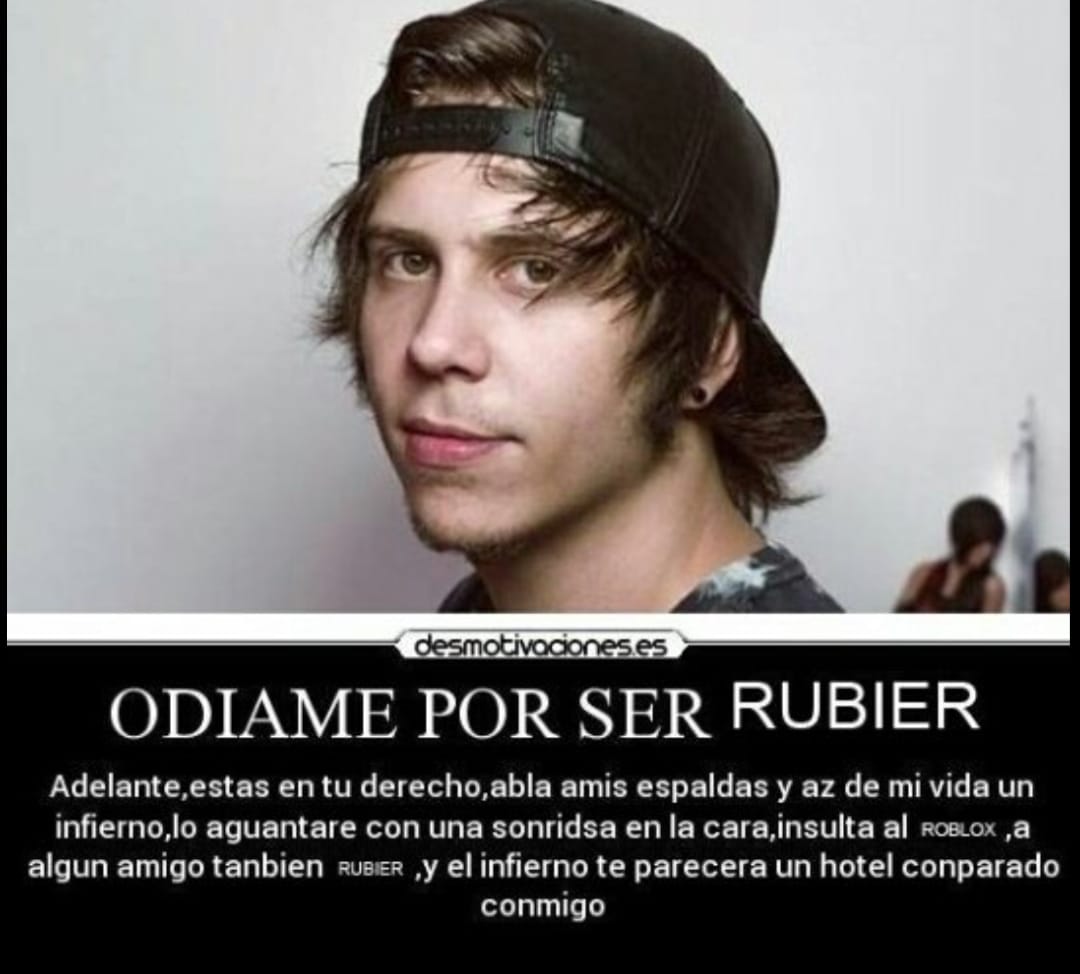 desmotivaciones.es
ODIAME POR SER RUBIER
Adelante,estas en tu derecho,abla amis espaldas y az de mi vida un
infierno,lo aguantare con una sonridsa en la cara,insulta al ROBLOX ,a
algun amigo tanbien RUBIER ,y el infierno te parecera un hotel conparado
conmigo